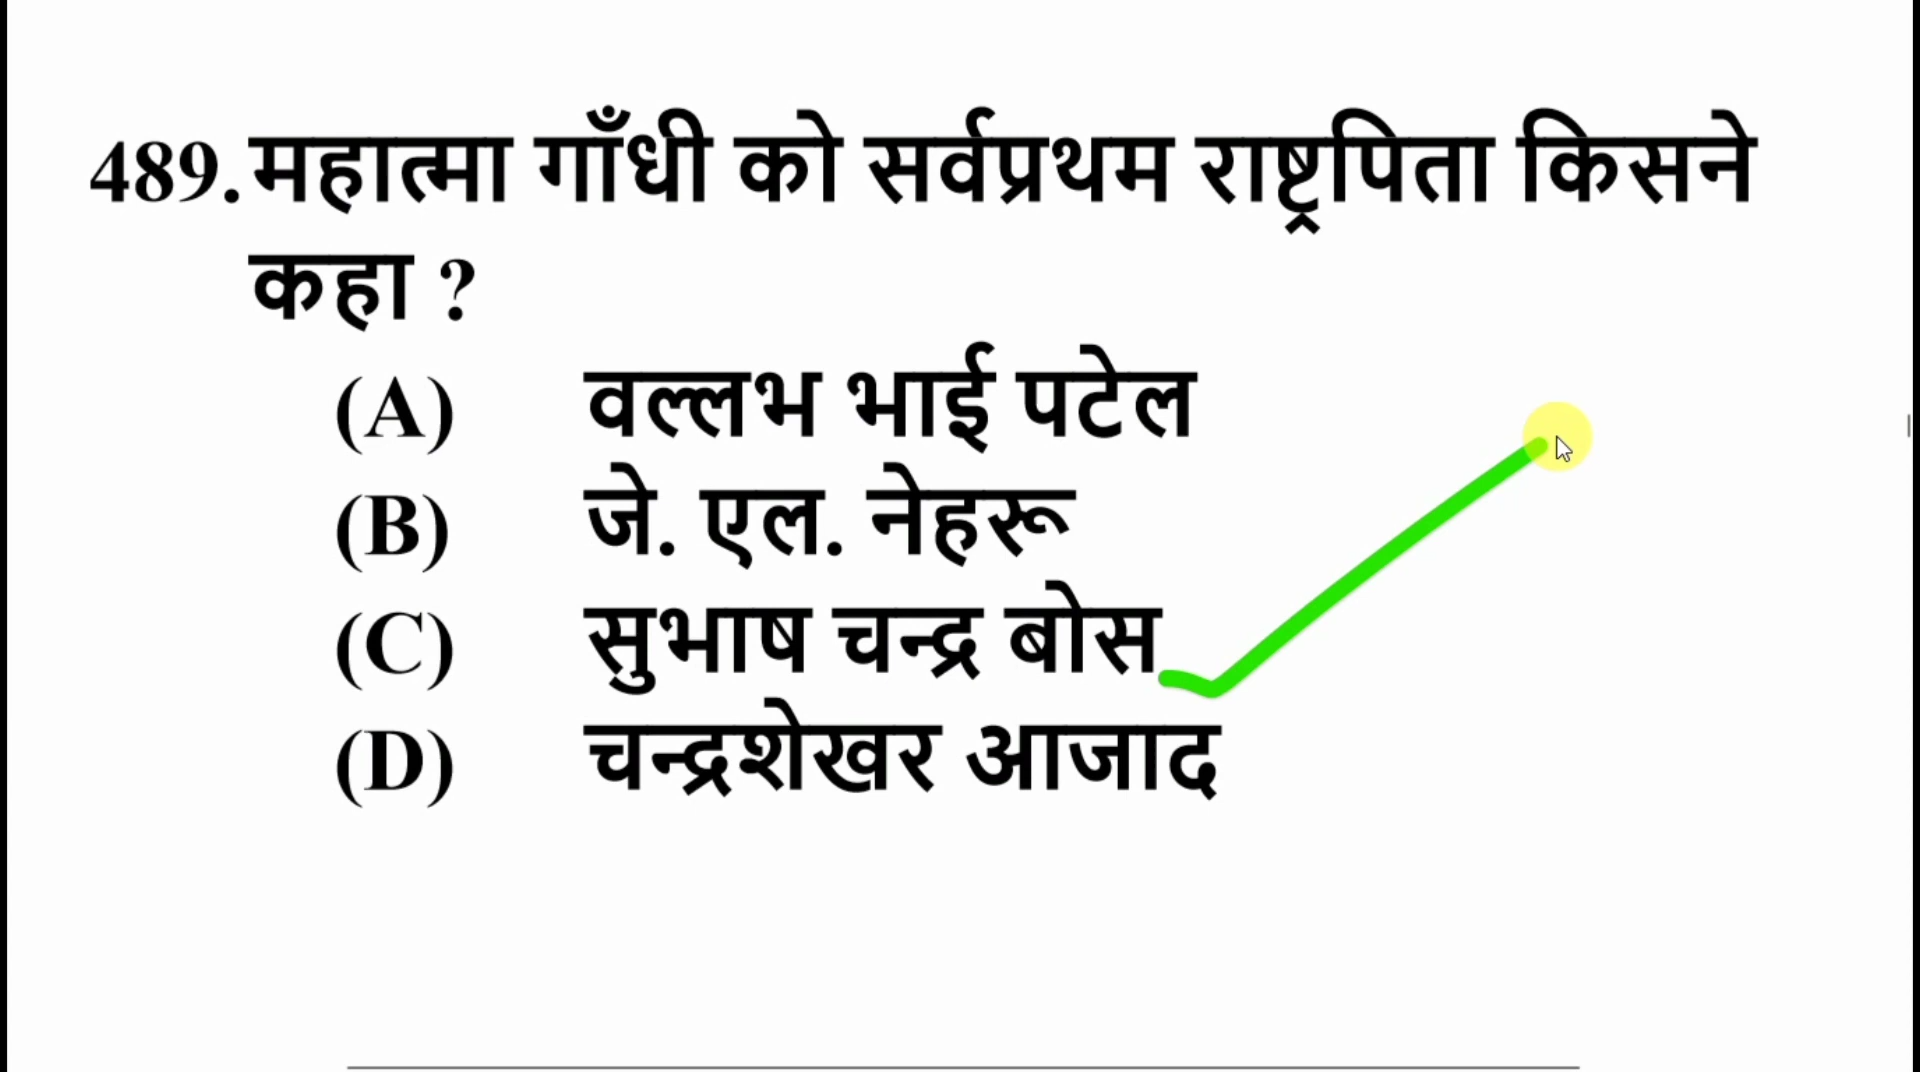 489. महात्मा गाँधी को सर्वप्रथम राष्ट्रपिता किसने
कहा ?
(A) वल्लभ भाई पटेल
(B) जे. एल. नेहरू
(C) सुभाष चन्द्र बोस
(D) चन्द्रशेखर आजाद